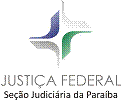 JUSTIÇA FEDERAL
Seção Judiciária da Paraíba